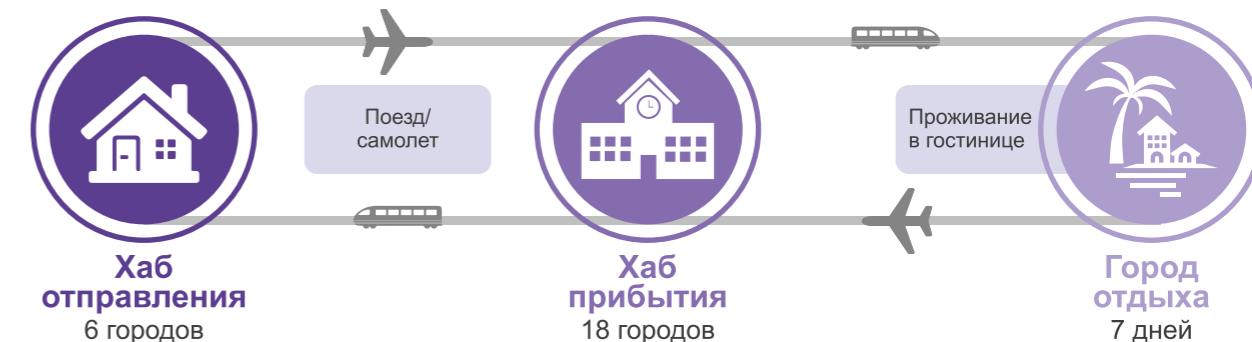 Поезд/
самолет
Проживание
в гостинице
Хаб
отправления
6 городов
Хаб
прибытия
18 городов
Город
отдыха
7 дней